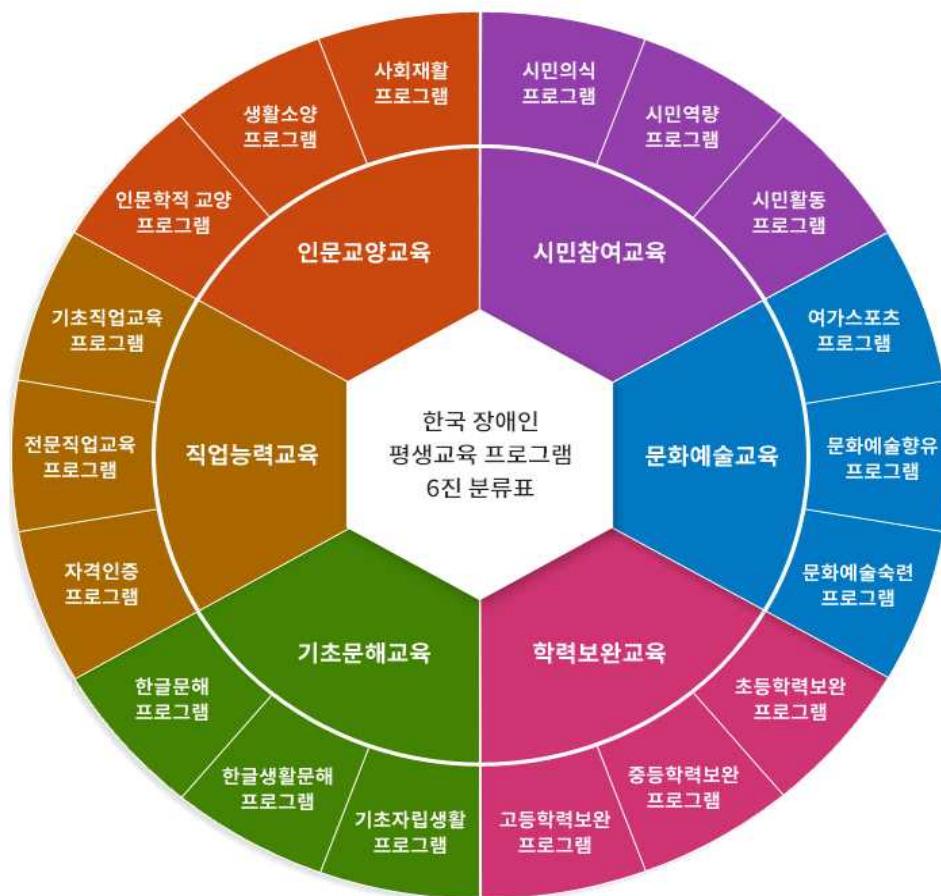 한국 장애인
평생교육 프로그램
6진 분류표
인문교양교육
인문학적 교양
프로그램
생활소양
프로그램
사회재활
프로그램
시민참여교육
시민의식
프로그램
시민역량
프로그램
시민활동
프로그램
문화예술교육
여가스포츠
프로그램
문화예술향유
프로그램
문화예술숙련
프로그램
학력보완교육
초등학력보완
프로그램
중등학력보완
프로그램
고등학력보완
프로그램
기초문해교육
기초자립생활
프로그램
한글생활문해
프로그램
한글문해
프로그램
직업능력교육
자격인증
프로그램
전문직업교육
프로그램
기초직업교육
프로그램